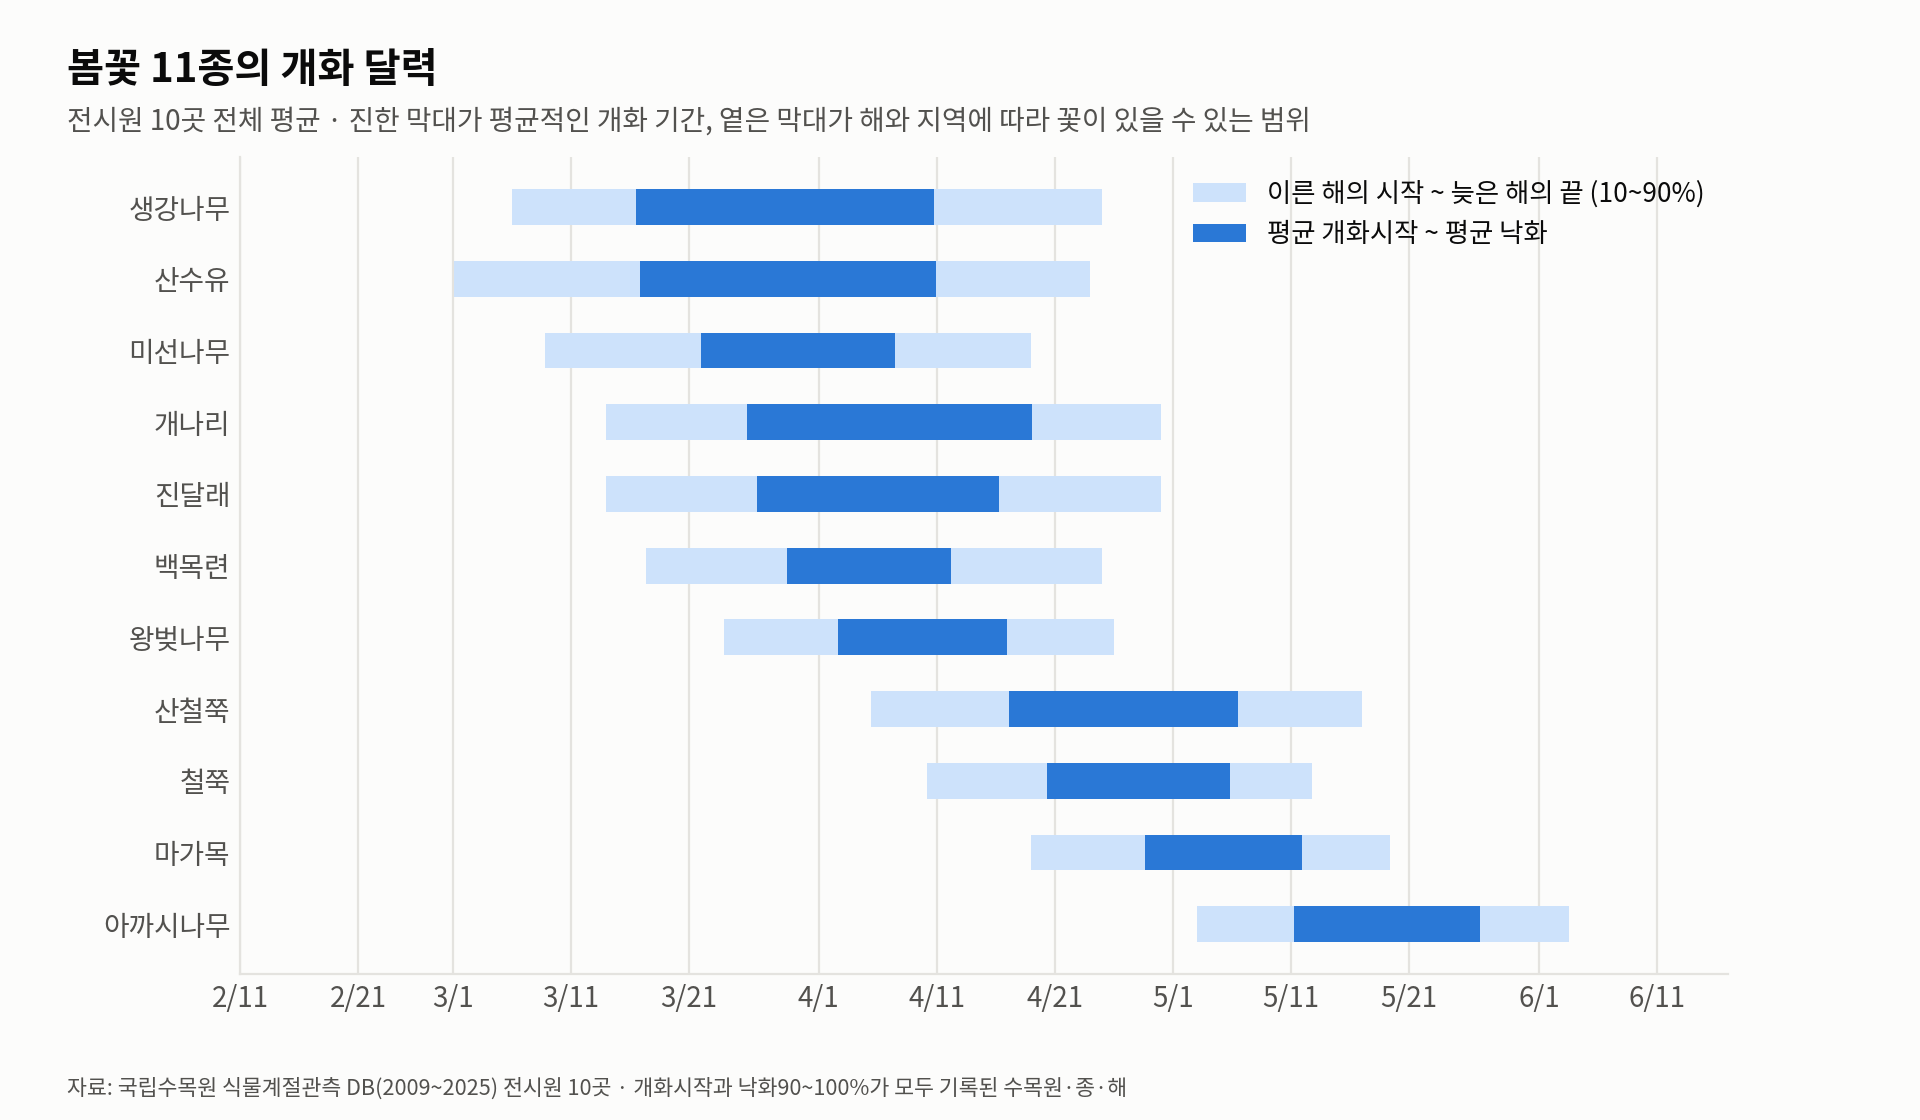 봄꽃 11종의 개화 달력
전시원 10곳 전체 평균 · 진한 막대가 평균적인 개화 기간, 옅은 막대가 해와 지역에 따라 꽃이 있을 수 있는 범위
이른 해의 시작 ~ 늦은 해의 끝 (10~90%)
평균 개화시작 ~ 평균 낙화
생강나무
산수유
미선나무
개나리
진달래
백목련
왕벚나무
산철쭉
철쭉
마가목
아까시나무
2/11 2/21 3/1 3/11 3/21 4/1 4/11 4/21 5/1 5/11 5/21 6/1 6/11
자료: 국립수목원 식물계절관측 DB(2009~2025) 전시원 10곳 · 개화시작과 낙화90~100%가 모두 기록된 수목원·종·해